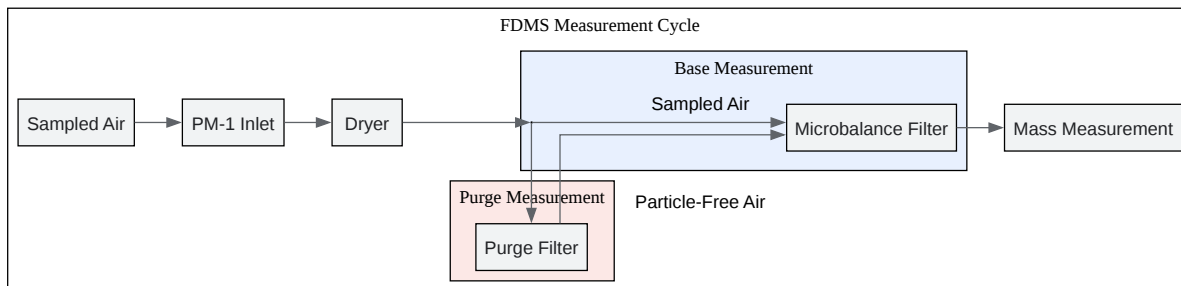 FDMS Measurement Cycle
Base Measurement
Sampled Air
Sampled Air
PM-1 Inlet
Dryer
Microbalance Filter
Mass Measurement
Purge Measurement
Particle-Free Air
Purge Filter